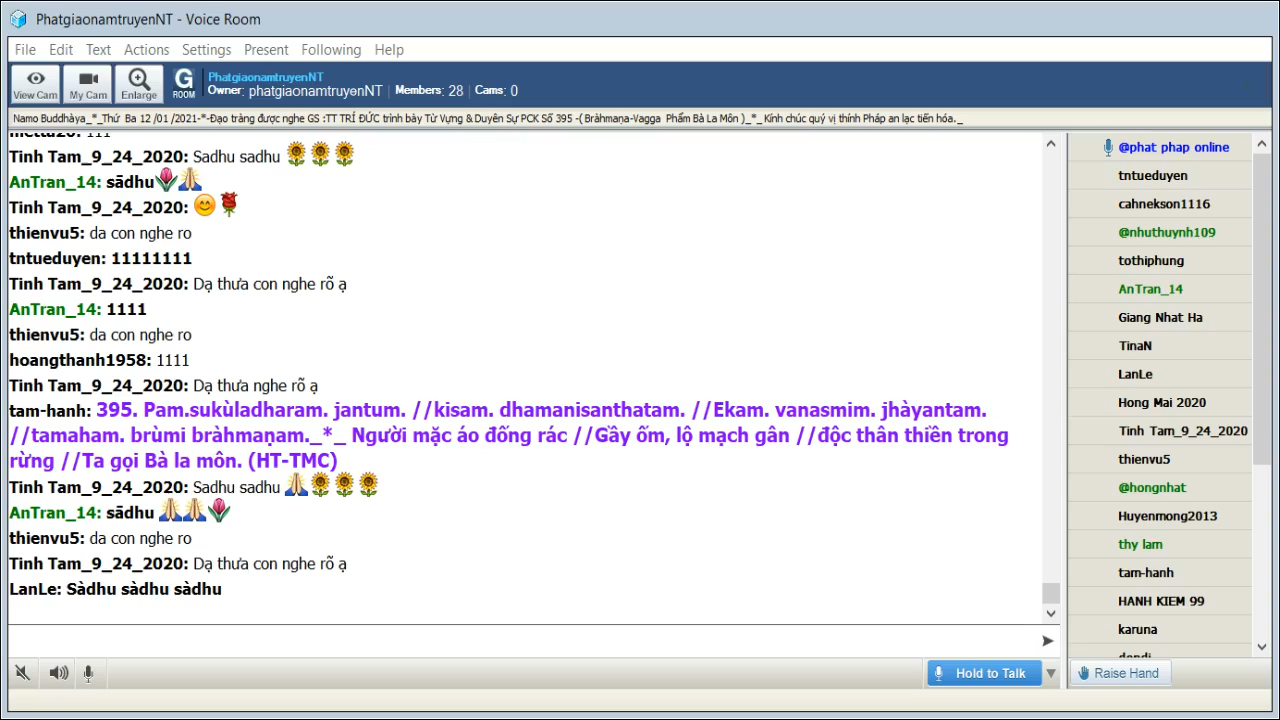 PhatgiaonamtruyenNT - Voice Room
File Edit Text Actions Settings Present Following Help
View Cam
My Cam
Enlarge
G
ROOM
PhatgiaonamtruyenNT
Owner: phatgiaonamtruyenNT Members: 28 Cams: 0
Namo Buddhàya_*_Thứ Ba 12 /01 /2021-*-Đạo tràng được nghe GS :TT TRÍ ĐỨC trình bày Từ Vựng & Duyên Sự PCK Số 395 -( Bràhmaṇa-Vagga Phẩm Bà La Môn )_*_Kính chúc quý vị thính Pháp an lạc tiến hóa._
metta20: 111
Tinh Tam_9_24_2020: Sadhu sadhu 🌻🌻🌻
AnTran_14: sādhu🌷🙏
Tinh Tam_9_24_2020: 😊🌹
thienvu5: da con nghe ro
tntueduyen: 11111111
Tinh Tam_9_24_2020: Dạ thưa con nghe rõ ạ
AnTran_14: 1111
thienvu5: da con nghe ro
hoangthanh1958: 1111
Tinh Tam_9_24_2020: Dạ thưa nghe rõ ạ
tam-hanh: 395. Pam.sukùladharam. jantum. //kisam. dhamanisanthatam. //Ekam. vanasmim. jhàyantam.
//tamaham. brùmi bràhmaṇam._*_ Người mặc áo đống rác //Gầy ốm, lộ mạch gân //độc thân thiền trong
rừng //Ta gọi Bà la môn. (HT-TMC)
Tinh Tam_9_24_2020: Sadhu sadhu 🙏🌻🌻🌻
AnTran_14: sādhu 🙏🙏🌷
thienvu5: da con nghe ro
Tinh Tam_9_24_2020: Dạ thưa con nghe rõ ạ
LanLe: Sàdhu sàdhu sàdhu
@phat phap online
tntueduyen
cahnekson1116
@nhuthuynh109
tothiphung
AnTran_14
Giang Nhat Ha
TinaN
LanLe
Hong Mai 2020
Tinh Tam_9_24_2020
thienvu5
@hongnhat
Huyenmong2013
thy lam
tam-hanh
HANH KIEM 99
karuna
Hold to Talk
Raise Hand